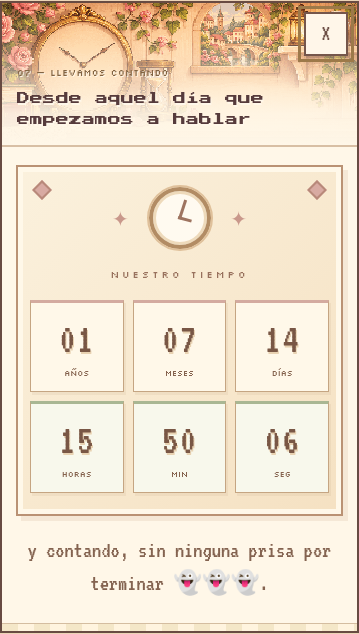 07 — LLEVAMOS CONTANDO
X
Desde aquel día que
empezamos a hablar
NUESTRO TIEMPO
01 07 14
AÑOS MESES DÍAS
15 50 06
HORAS MIN SEG
y contando, sin ninguna prisa por
terminar 👻👻👻.